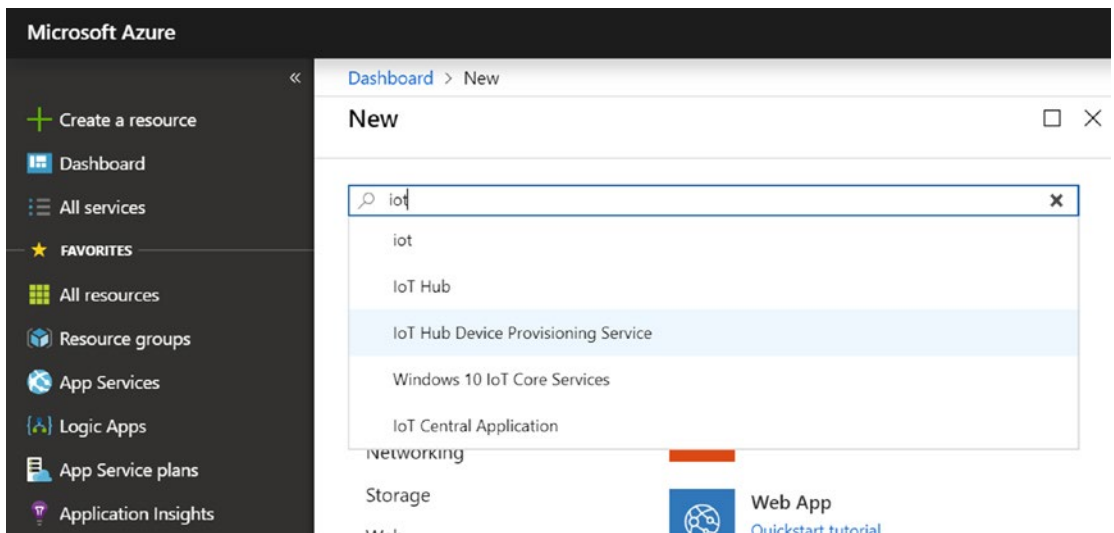 Microsoft Azure
«
Create a resource
Dashboard
All services
FAVORITES
All resources
Resource groups
App Services
Logic Apps
App Service plans
Application Insights
Dashboard > New
New
iot
iot
IoT Hub
IoT Hub Device Provisioning Service
Windows 10 IoT Core Services
IoT Central Application
Networking
Storage
Web App
Quickstart tutorial